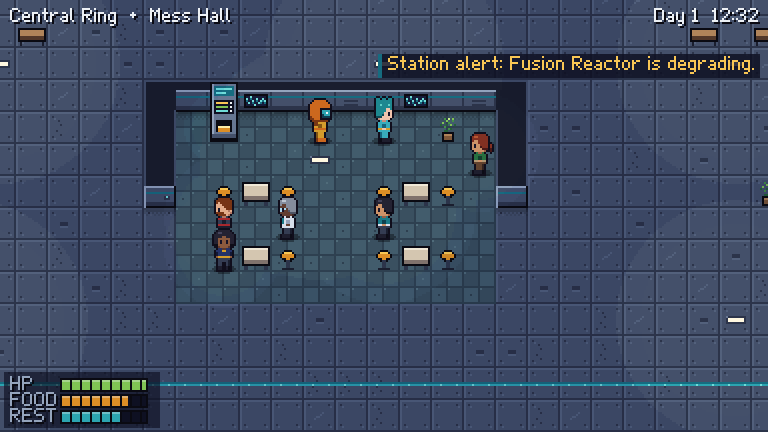 Central Ring • Mess Hall
Day 1 12:32
Station alert: Fusion Reactor is degrading.
HP
FOOD
REST